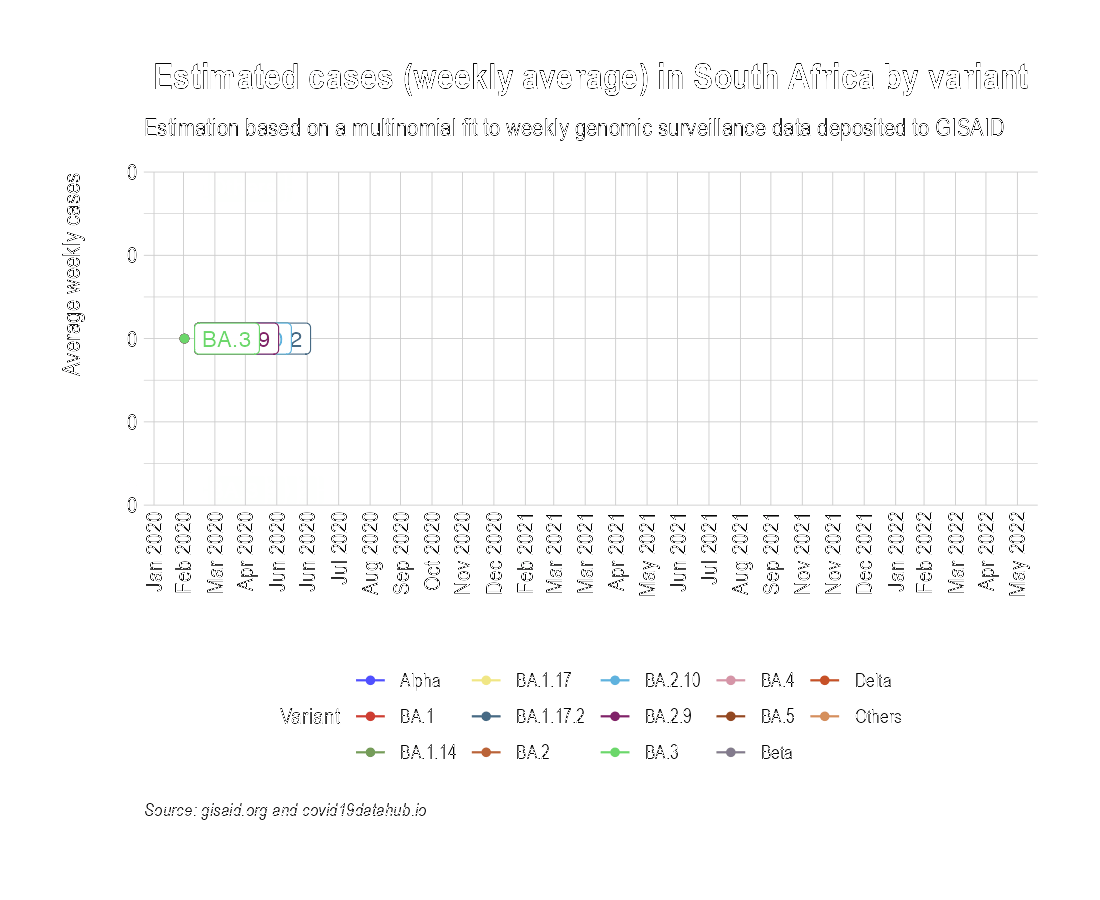 Estimated cases (weekly average) in South Africa by variant
Estimation based on a multinomial fit to weekly genomic surveillance data deposited to GISAID
Average weekly cases
0
0
0
0
0
BA.3 9 0 2
Jan 2020
Feb 2020
Mar 2020
Apr 2020
Jun 2020
Jun 2020
Jul 2020
Aug 2020
Sep 2020
Oct 2020
Nov 2020
Dec 2020
Feb 2021
Mar 2021
Mar 2021
Apr 2021
May 2021
Jun 2021
Jul 2021
Aug 2021
Sep 2021
Nov 2021
Nov 2021
Dec 2021
Jan 2022
Feb 2022
Mar 2022
Apr 2022
May 2022
Variant
Alpha BA.1.17 BA.2.10 BA.4 Delta
BA.1 BA.1.17.2 BA.2.9 BA.5 Others
BA.1.14 BA.2 BA.3 Beta
Source: gisaid.org and covid19datahub.io